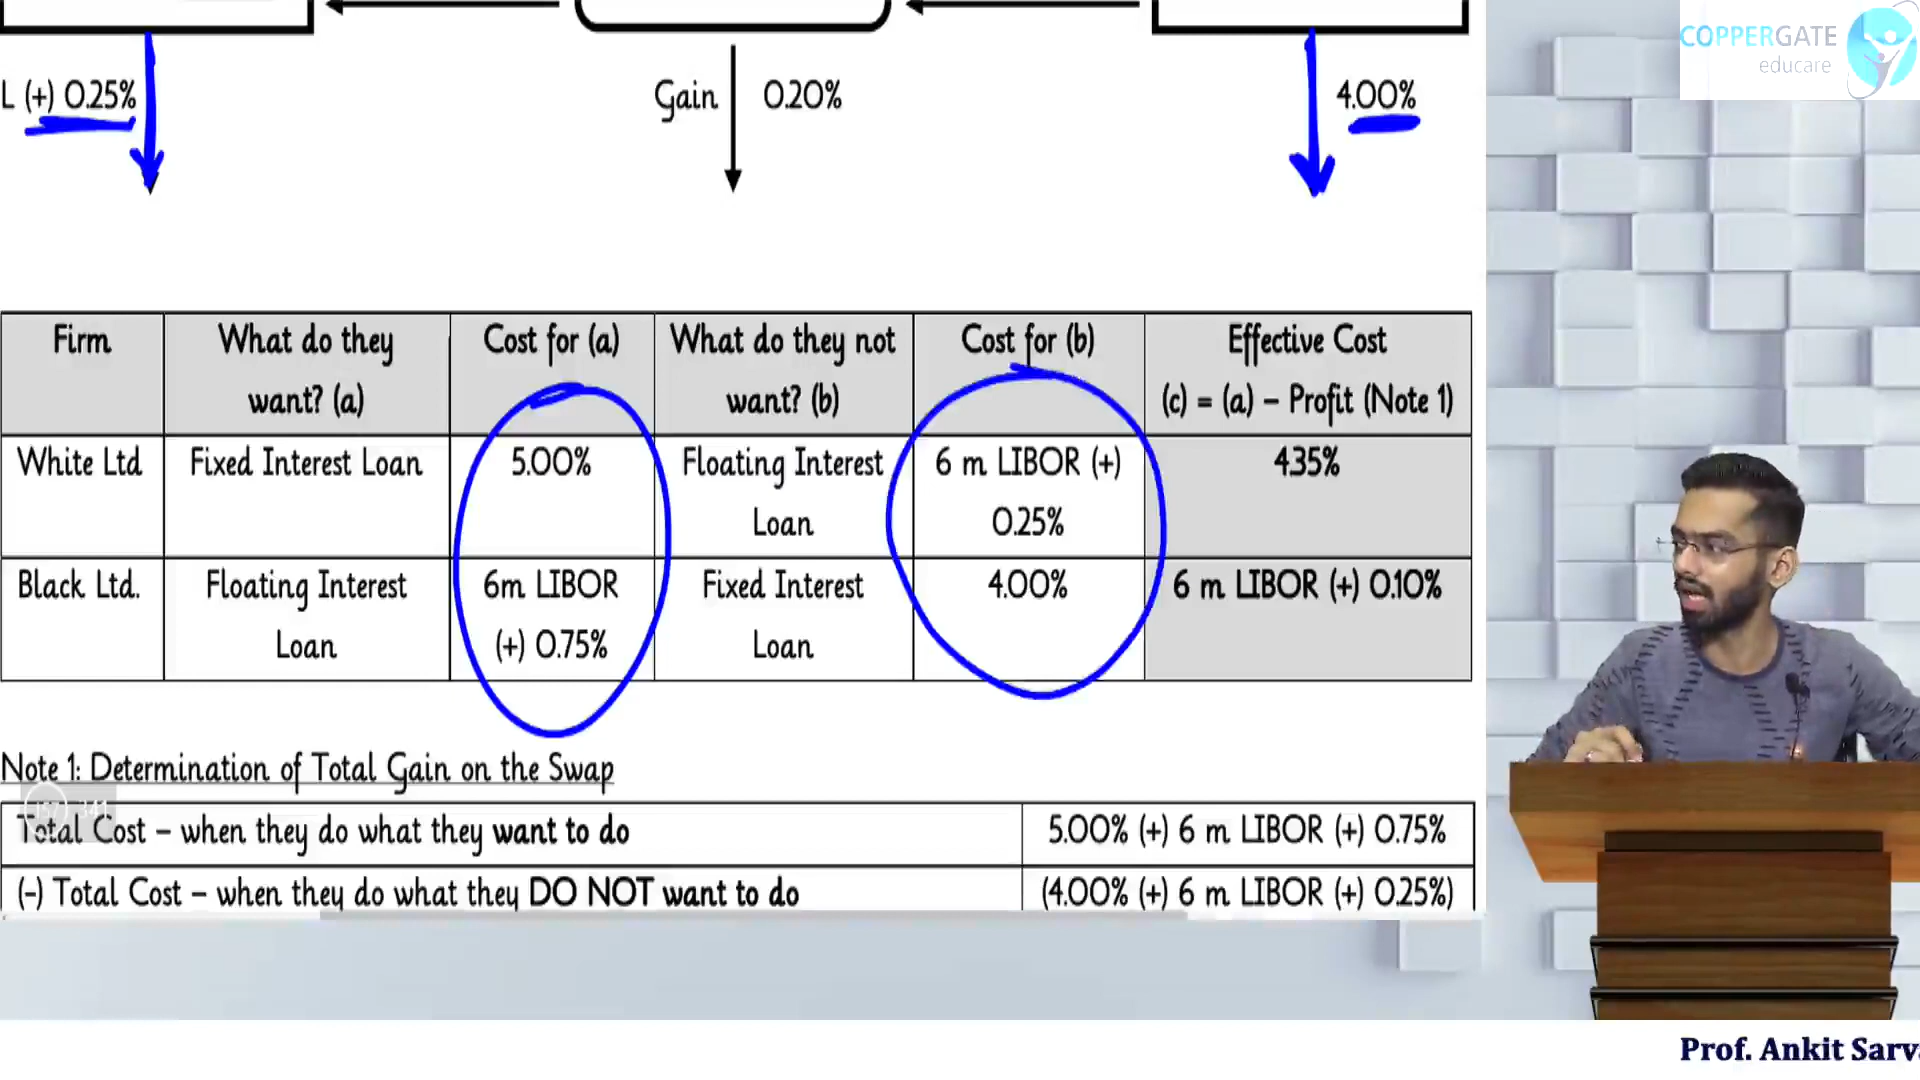 COPPERGATE
educare
L (+) 0.25%
Gain 0.20%
4.00%
Firm
What do they want? (a)
Cost for (a)
What do they not want? (b)
Cost for (b)
Effective Cost
(c) = (a) – Profit (Note 1)
White Ltd
Fixed Interest Loan
5.00%
Floating Interest Loan
6 m LIBOR (+) 0.25%
4.35%
Black Ltd.
Floating Interest Loan
6m LIBOR (+) 0.75%
Fixed Interest Loan
4.00%
6 m LIBOR (+) 0.10%
Note 1: Determination of Total Gain on the Swap
157 341
Total Cost – when they do what they want to do
5.00% (+) 6 m LIBOR (+) 0.75%
(-) Total Cost – when they do what they DO NOT want to do
(4.00% (+) 6 m LIBOR (+) 0.25%)
Prof. Ankit Sarv